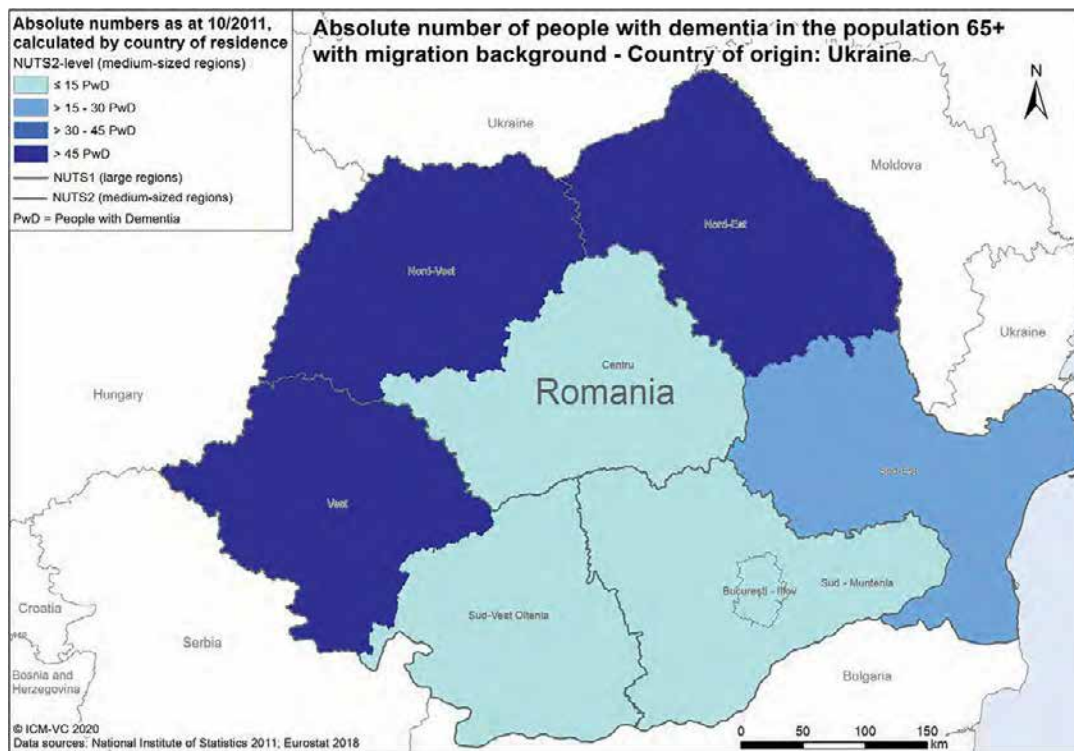 Absolute numbers as at 10/2011,
calculated by country of residence
NUTS2-level (medium-sized regions)
≤ 15 PwD
> 15 - 30 PwD
> 30 - 45 PwD
> 45 PwD
NUTS1 (large regions)
NUTS2 (medium-sized regions)
PwD = People with Dementia
Absolute number of people with dementia in the population 65+
with migration background - Country of origin: Ukraine
N
Ukraine
Moldova
Nord-Est
Nord-Vest
Ukraine
Centru
Romania
Hungary
Vest
Sud-Est
București - Ilfov
Sud - Muntenia
Sud-Vest Oltenia
Croatia
Serbia
Bosnia and
Herzegovina
Bulgaria
© ICM-VC 2020
Data sources: National Institute of Statistics 2011; Eurostat 2018
0 50 100 150
km